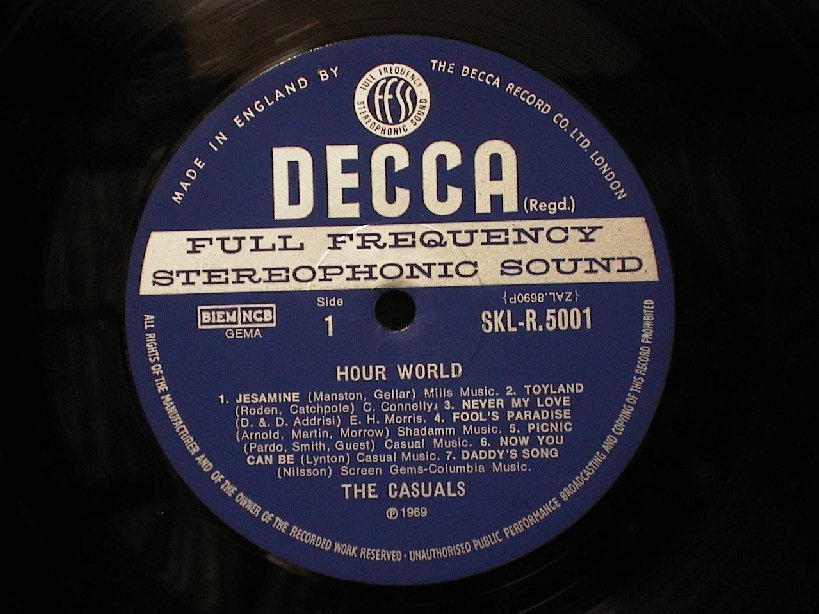 MADE IN ENGLAND BY
THE DECCA RECORD CO. LTD. LONDON
FULL FREQUENCY
ffss
STEREOPHONIC SOUND
DECCA
(Regd.)
FULL FREQUENCY
STEREOPHONIC SOUND
BIEM NCB
GEMA
Side
1
{ZAL.8690P}
SKL-R.5001
HOUR WORLD
1. JESAMINE (Manston, Gellar) Mills Music. 2. TOYLAND
(Roden, Catchpole) C. Connelly. 3. NEVER MY LOVE
(D. & D. Addrisi) E. H. Morris. 4. FOOL'S PARADISE
(Arnold, Martin, Morrow) Shadamm Music. 5. PICNIC
(Pardo, Smith, Guest) Casual Music. 6. NOW YOU
CAN BE (Lynton) Casual Music. 7. DADDY'S SONG
(Nilsson) Screen Gems-Columbia Music.
THE CASUALS
℗1969
ALL RIGHTS OF THE MANUFACTURER AND OF THE OWNER OF THE RECORDED WORK RESERVED · UNAUTHORISED PUBLIC PERFORMANCE BROADCASTING AND COPYING OF THIS RECORD PROHIBITED